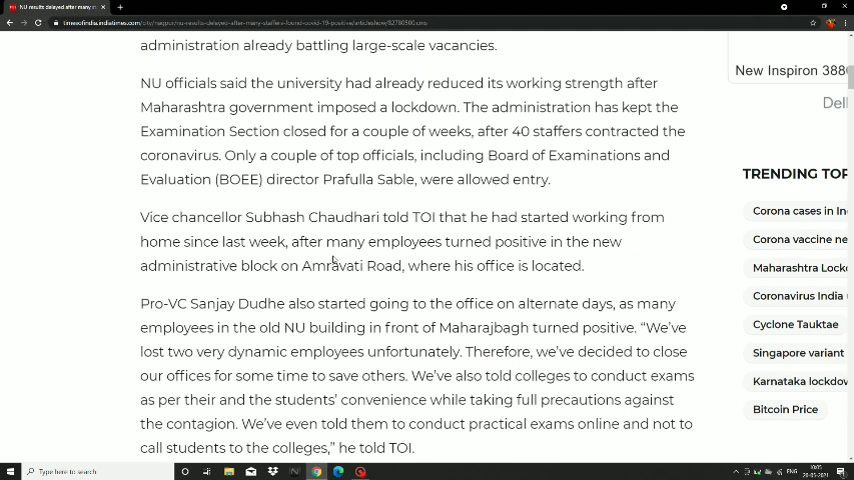 NU results delayed after many s
timesofindia.indiatimes.com/city/nagpur/nu-results-delayed-after-many-staffers-found-covid-19-positive/articleshow/82780500.cms
administration already battling large-scale vacancies.
New Inspiron 388
Del
NU officials said the university had already reduced its working strength after
Maharashtra government imposed a lockdown. The administration has kept the
Examination Section closed for a couple of weeks, after 40 staffers contracted the
coronavirus. Only a couple of top officials, including Board of Examinations and
Evaluation (BOEE) director Prafulla Sable, were allowed entry.
Vice chancellor Subhash Chaudhari told TOI that he had started working from
home since last week, after many employees turned positive in the new
administrative block on Amravati Road, where his office is located.
Pro-VC Sanjay Dudhe also started going to the office on alternate days, as many
employees in the old NU building in front of Maharajbagh turned positive. “We’ve
lost two very dynamic employees unfortunately. Therefore, we’ve decided to close
our offices for some time to save others. We’ve also told colleges to conduct exams
as per their and the students’ convenience while taking full precautions against
the contagion. We’ve even told them to conduct practical exams online and not to
call students to the colleges,” he told TOI.
TRENDING TOP
Corona cases in In
Corona vaccine ne
Maharashtra Lock
Coronavirus India
Cyclone Tauktae
Singapore variant
Karnataka lockdow
Bitcoin Price
Type here to search
ENG
10:05
20-05-2021